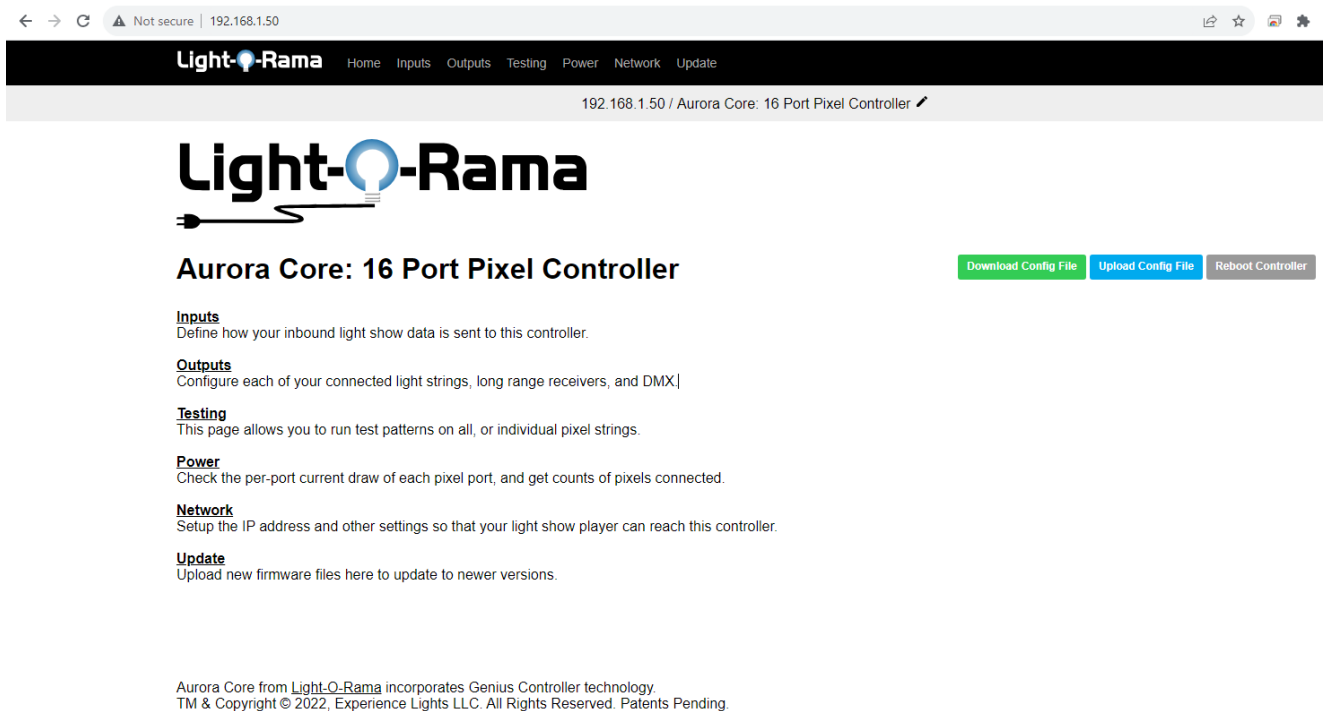 Not secure | 192.168.1.50
Light-O-Rama Home Inputs Outputs Testing Power Network Update
192.168.1.50 / Aurora Core: 16 Port Pixel Controller
Light-O-Rama
Aurora Core: 16 Port Pixel Controller
Download Config File Upload Config File Reboot Controller
Inputs
Define how your inbound light show data is sent to this controller.
Outputs
Configure each of your connected light strings, long range receivers, and DMX.
Testing
This page allows you to run test patterns on all, or individual pixel strings.
Power
Check the per-port current draw of each pixel port, and get counts of pixels connected.
Network
Setup the IP address and other settings so that your light show player can reach this controller.
Update
Upload new firmware files here to update to newer versions.
Aurora Core from Light-O-Rama incorporates Genius Controller technology.
TM & Copyright © 2022, Experience Lights LLC. All Rights Reserved. Patents Pending.